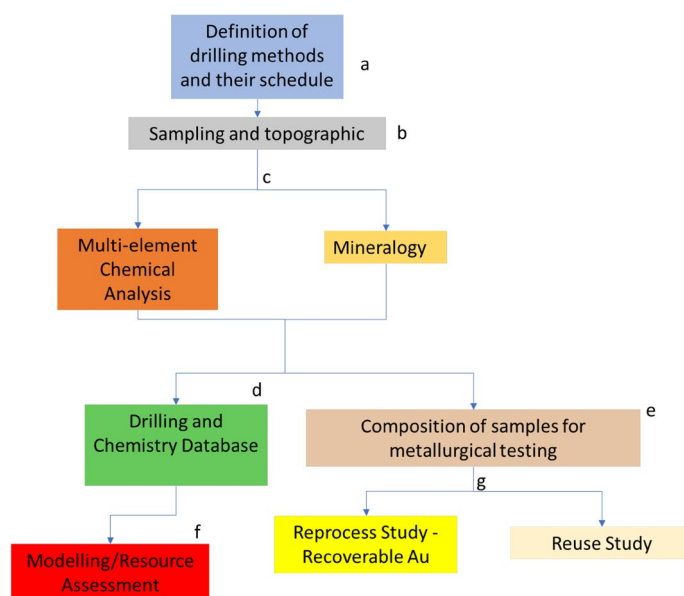 Definition of
drilling methods
and their schedule
a
Sampling and topographic
b
c
Multi-element
Chemical
Analysis
Mineralogy
d
Drilling and
Chemistry Database
e
Composition of samples for
metallurgical testing
f
Modelling/Resource
Assessment
g
Reprocess Study -
Recoverable Au
Reuse Study